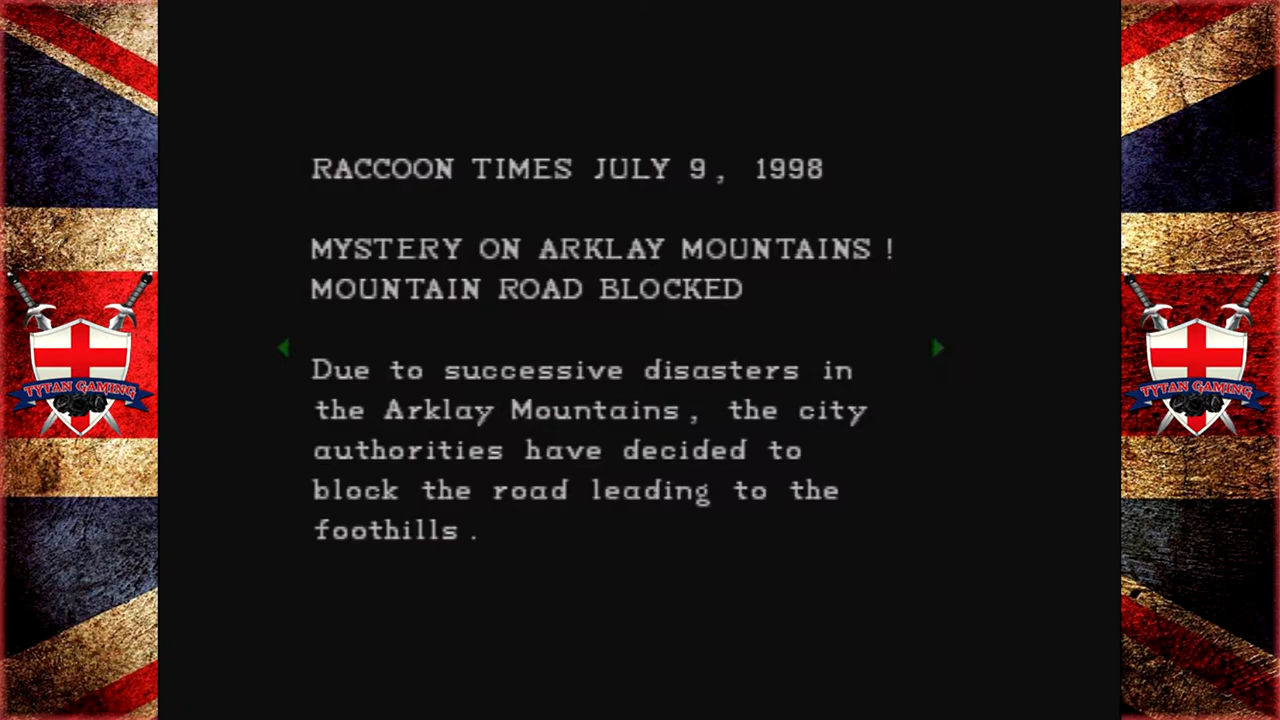 RACCOON TIMES JULY 9, 1998
MYSTERY ON ARKLAY MOUNTAINS !
MOUNTAIN ROAD BLOCKED
Due to successive disasters in
the Arklay Mountains, the city
authorities have decided to
block the road leading to the
foothills.
TYTAN GAMING
TYTAN GAMING